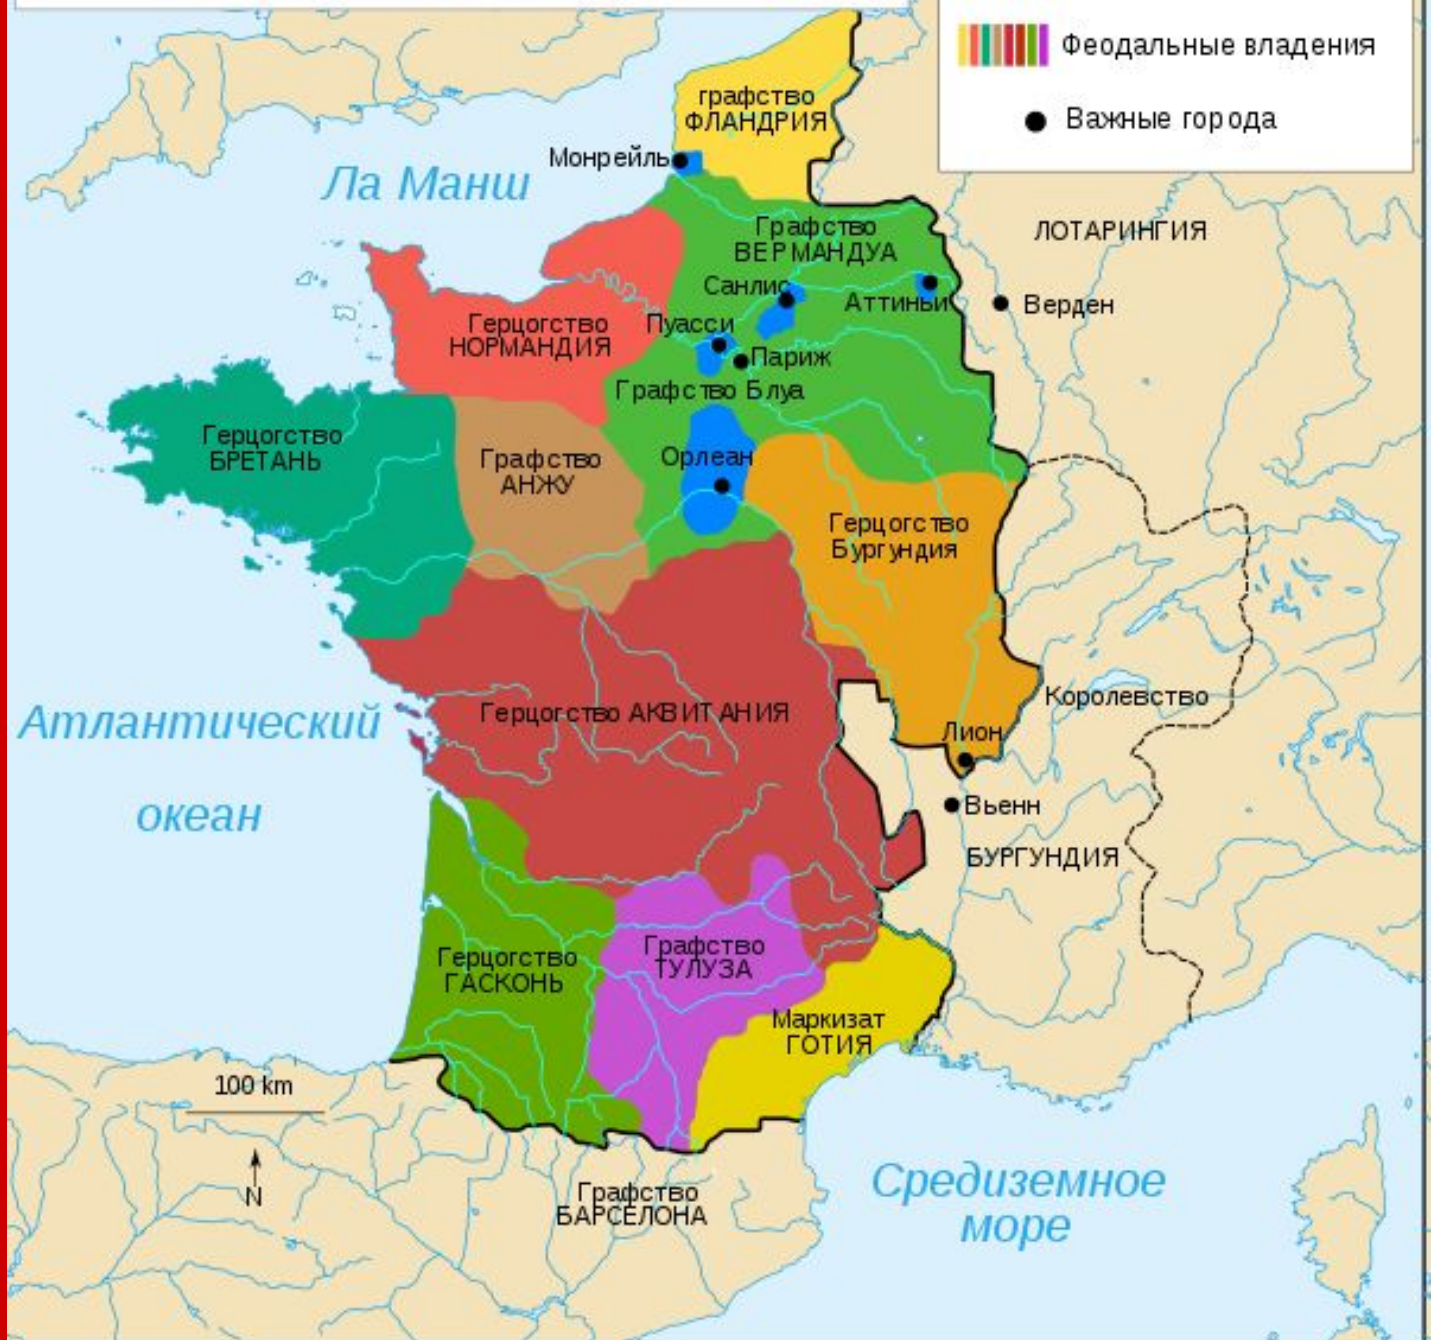 Феодальные владения
Важные города
графство
ФЛАНДРИЯ
Монрейль
Ла Манш
Графство
ВЕРМАНДУА
ЛОТАРИНГИЯ
Санлис
Аттиньи
Верден
Пуасси
Герцогство
НОРМАНДИЯ
Париж
Графство Блуа
Герцогство
БРЕТАНЬ
Графство
АНЖУ
Орлеан
Герцогство
Бургундия
Королевство
Атлантический
океан
Герцогство АКВИТАНИЯ
Лион
Вьенн
БУРГУНДИЯ
Герцогство
ГАСКОНЬ
Графство
ТУЛУЗА
Маркизат
ГОТИЯ
100 km
N
Графство
БАРСЕЛОНА
Средиземное
море